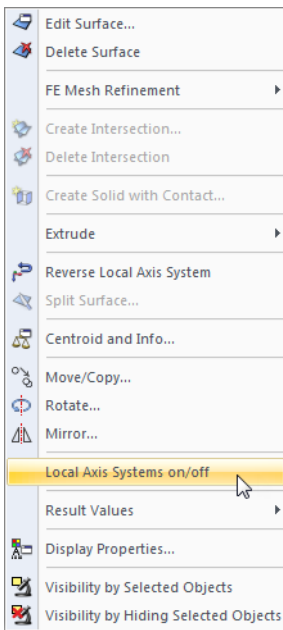 Edit Surface...
Delete Surface
FE Mesh Refinement
Create Intersection...
Delete Intersection
Create Solid with Contact...
Extrude
Reverse Local Axis System
Split Surface...
Centroid and Info...
Move/Copy...
Rotate...
Mirror...
Local Axis Systems on/off
Result Values
Display Properties...
Visibility by Selected Objects
Visibility by Hiding Selected Objects